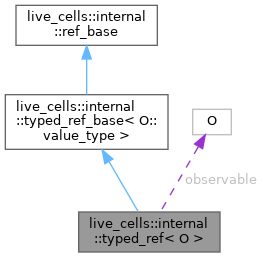 live_cells::internal
::ref_base
live_cells::internal
::typed_ref_base< O::
value_type >
O
observable
live_cells::internal
::typed_ref< O >